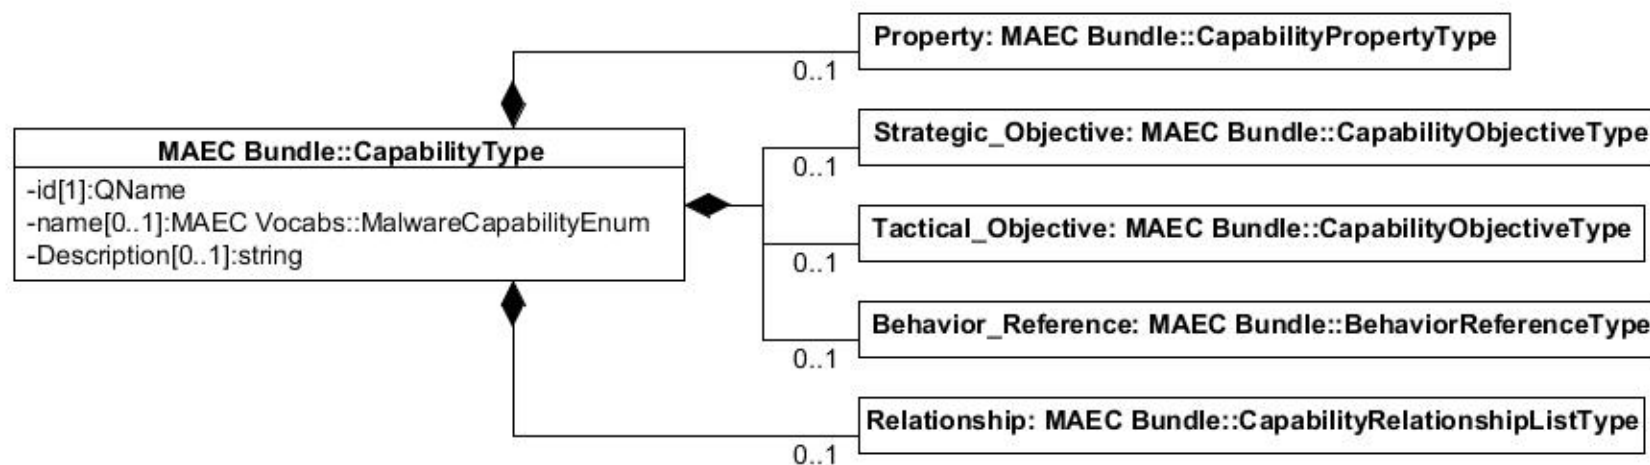 Property: MAEC Bundle::CapabilityPropertyType
0..1
MAEC Bundle::CapabilityType
-id[1]:QName
-name[0..1]:MAEC Vocabs::MalwareCapabilityEnum
-Description[0..1]:string
Strategic_Objective: MAEC Bundle::CapabilityObjectiveType
0..1
Tactical_Objective: MAEC Bundle::CapabilityObjectiveType
0..1
Behavior_Reference: MAEC Bundle::BehaviorReferenceType
0..1
Relationship: MAEC Bundle::CapabilityRelationshipListType
0..1